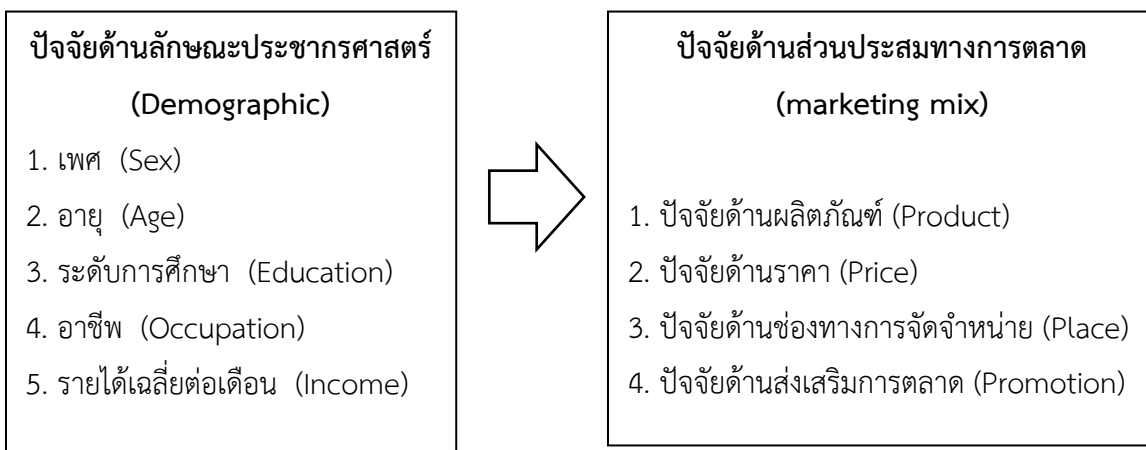 ปัจจัยด้านลักษณะประชากรศาสตร์
(Demographic)
1. เพศ (Sex)
2. อายุ (Age)
3. ระดับการศึกษา (Education)
4. อาชีพ (Occupation)
5. รายได้เฉลี่ยต่อเดือน (Income)
ปัจจัยด้านส่วนประสมทางการตลาด
(marketing mix)
1. ปัจจัยด้านผลิตภัณฑ์ (Product)
2. ปัจจัยด้านราคา (Price)
3. ปัจจัยด้านช่องทางการจัดจำหน่าย (Place)
4. ปัจจัยด้านส่งเสริมการตลาด (Promotion)